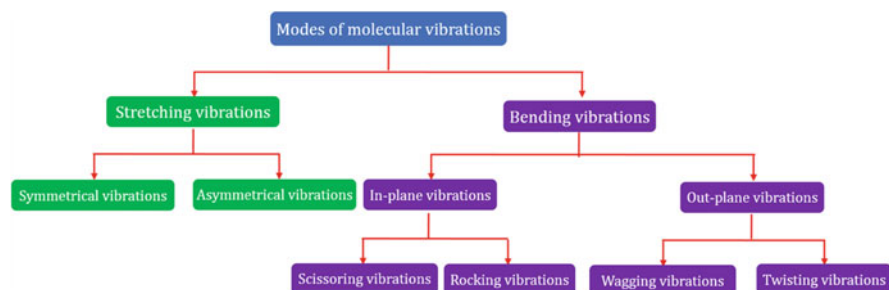 Modes of molecular vibrations
Stretching vibrations
Bending vibrations
Symmetrical vibrations
Asymmetrical vibrations
In-plane vibrations
Out-plane vibrations
Scissoring vibrations
Rocking vibrations
Wagging vibrations
Twisting vibrations